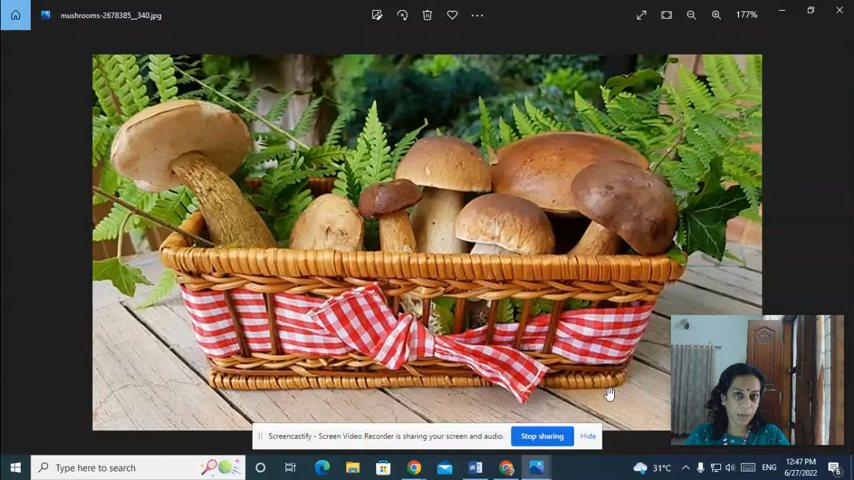 mushrooms-2678385__340.jpg
177%
Screencastify - Screen Video Recorder is sharing your screen and audio.
Stop sharing
Hide
Type here to search
31°C
ENG
12:47 PM
6/27/2022